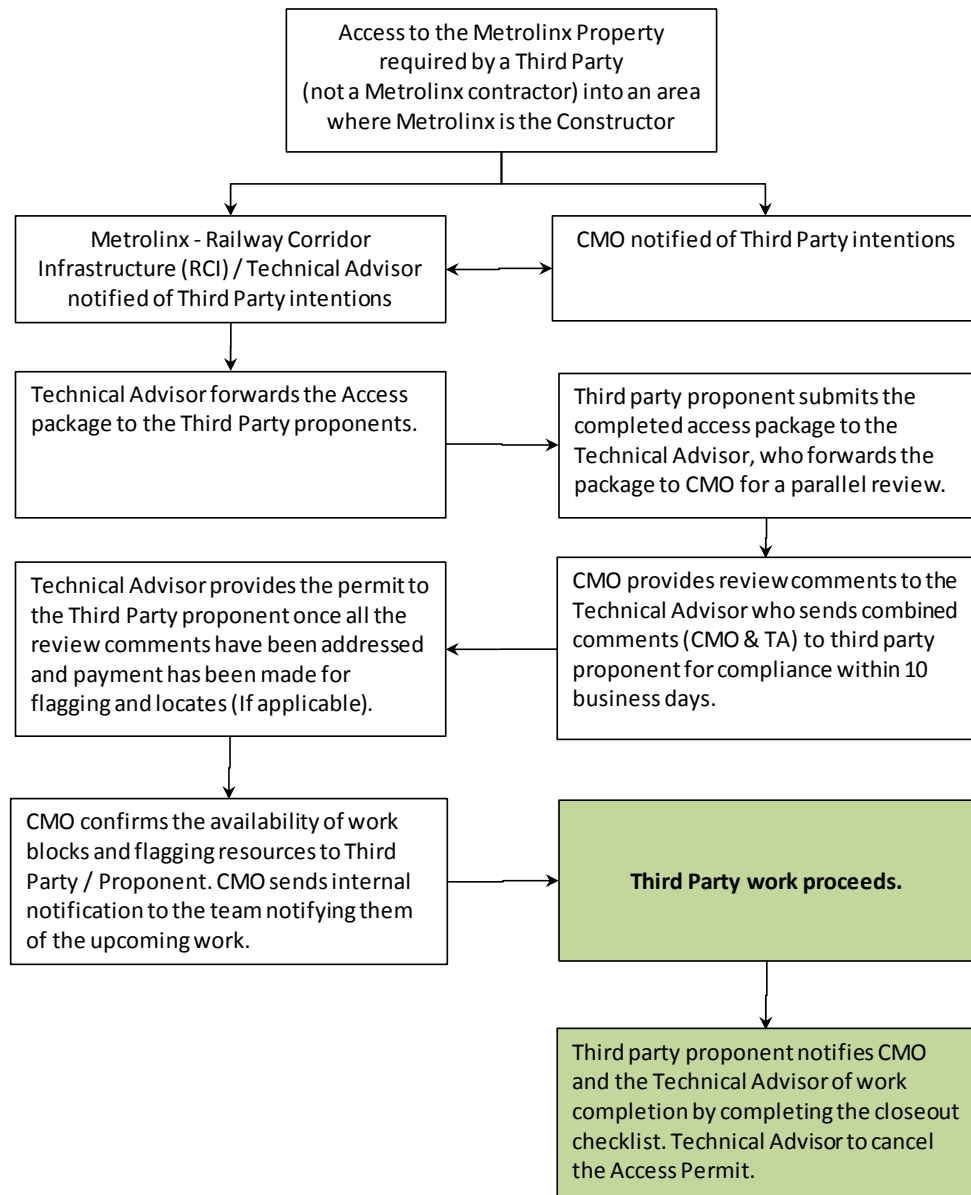 Access to the Metrolinx Property
required by a Third Party
(not a Metrolinx contractor) into an area
where Metrolinx is the Constructor
Metrolinx - Railway Corridor
Infrastructure (RCI) / Technical Advisor
notified of Third Party intentions
CMO notified of Third Party intentions
Technical Advisor forwards the Access
package to the Third Party proponents.
Third party proponent submits the
completed access package to the
Technical Advisor, who forwards the
package to CMO for a parallel review.
CMO provides review comments to the
Technical Advisor who sends combined
comments (CMO & TA) to third party
proponent for compliance within 10
business days.
Technical Advisor provides the permit to
the Third Party proponent once all the
review comments have been addressed
and payment has been made for
flagging and locates (If applicable).
CMO confirms the availability of work
blocks and flagging resources to Third
Party / Proponent. CMO sends internal
notification to the team notifying them
of the upcoming work.
Third Party work proceeds.
Third party proponent notifies CMO
and the Technical Advisor of work
completion by completing the closeout
checklist. Technical Advisor to cancel
the Access Permit.